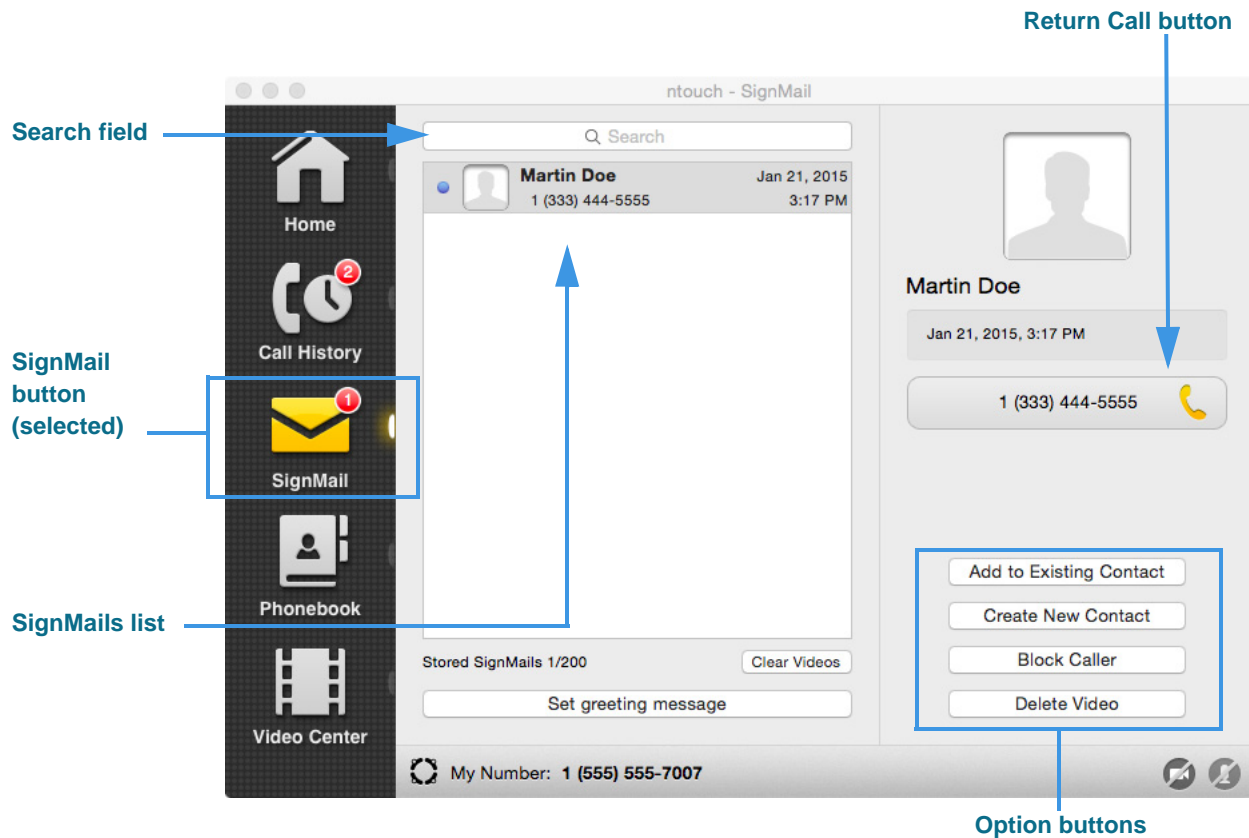 Return Call button
ntouch - SignMail
Search field
Search
Martin Doe
Jan 21, 2015
1 (333) 444-5555
3:17 PM
Home
2
Call History
SignMail
button
(selected)
1
SignMail
Phonebook
SignMails list
Video Center
Stored SignMails 1/200
Clear Videos
Set greeting message
Martin Doe
Jan 21, 2015, 3:17 PM
1 (333) 444-5555
Add to Existing Contact
Create New Contact
Block Caller
Delete Video
My Number: 1 (555) 555-7007
Option buttons